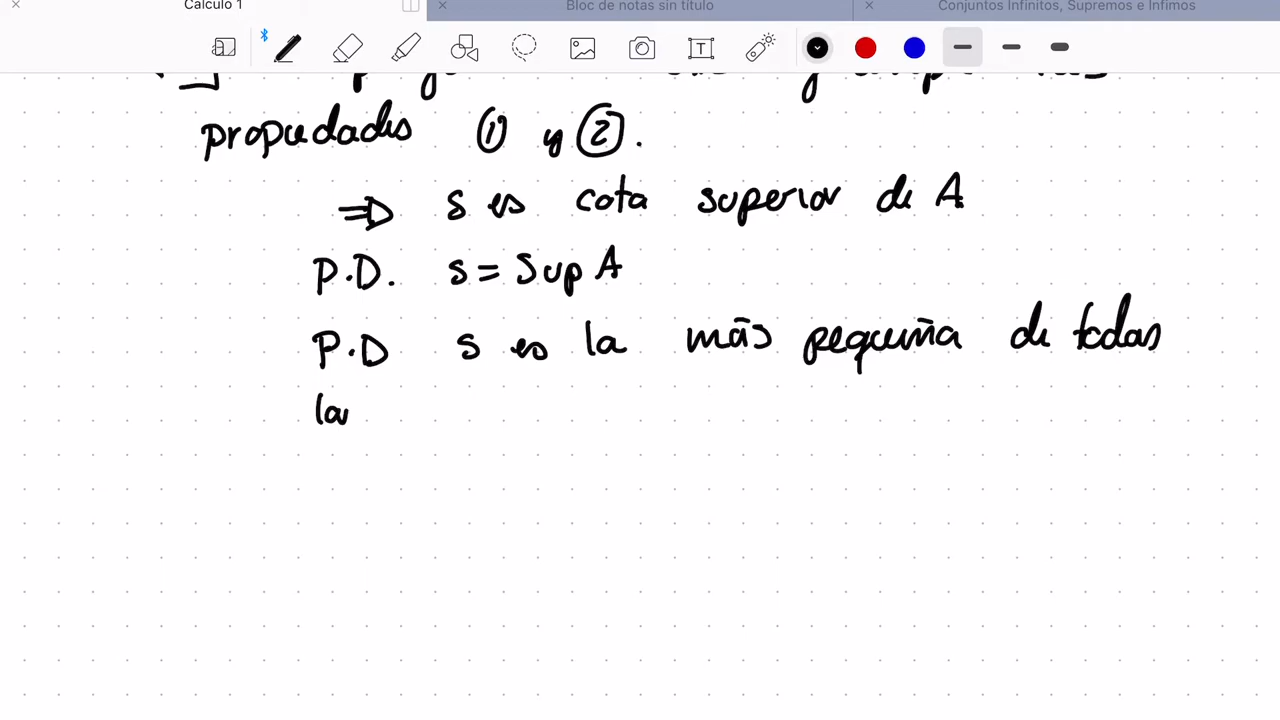 Calculo 1
Bloc de notas sin título
Conjuntos Infinitos, Supremos e Infimos
propiedades ① y ②.
⇒ s es cota superior de A
P.D. s = Sup A
P.D s es la más pequeña de todas
las